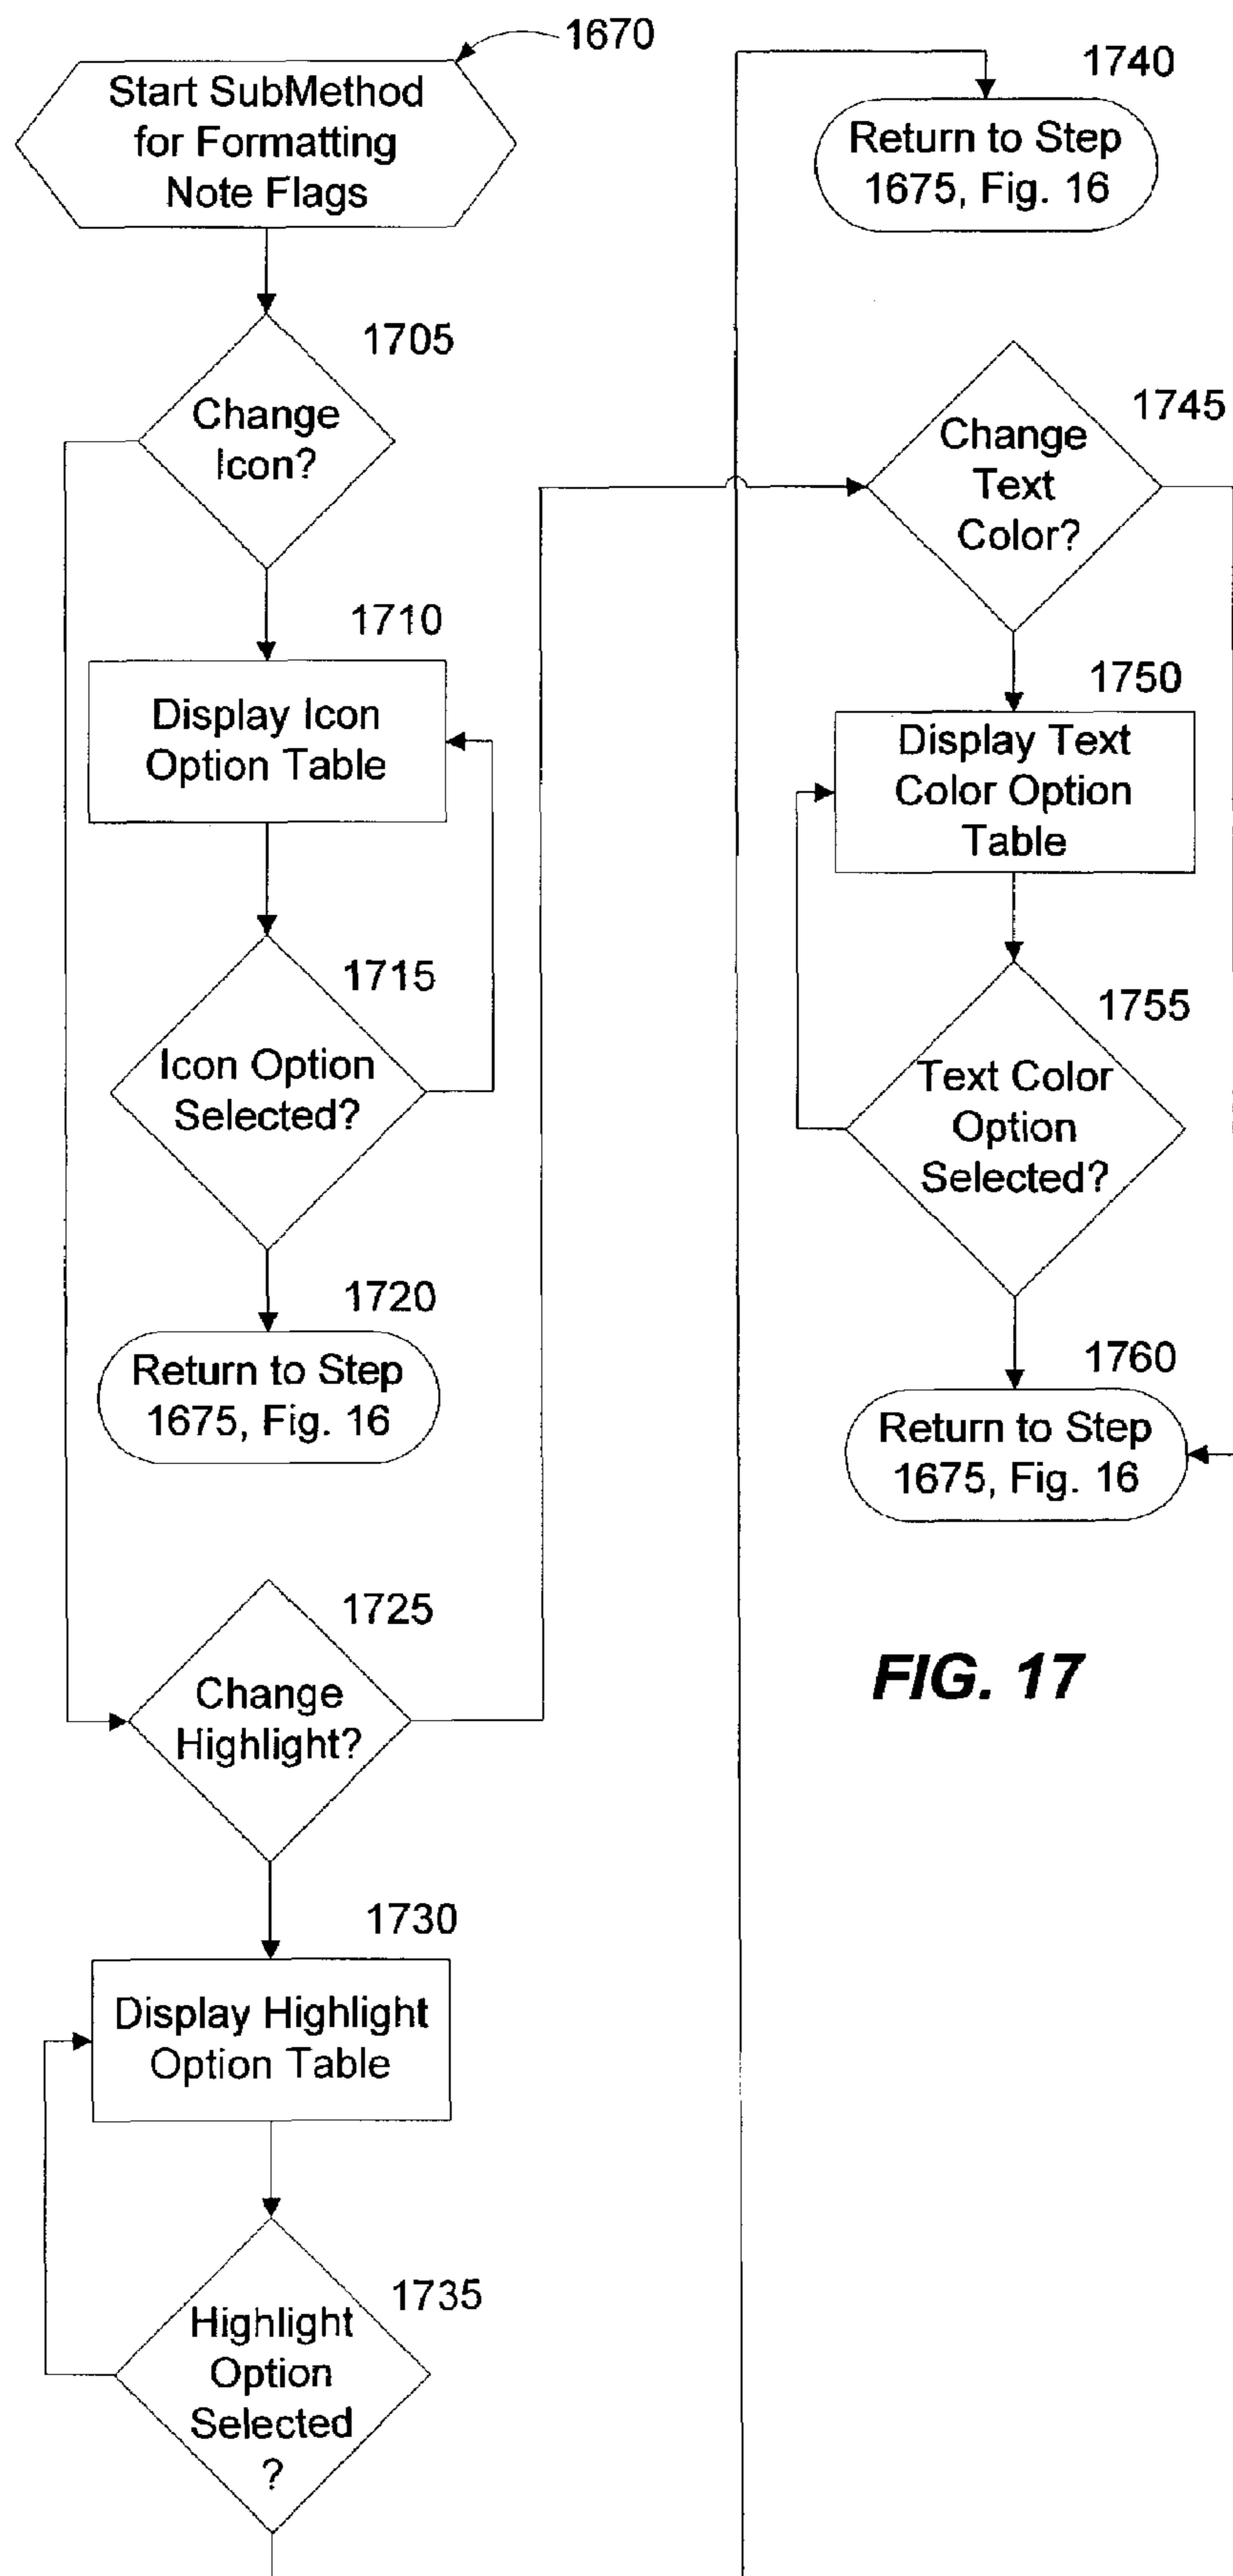 1670
Start SubMethod
for Formatting
Note Flags
1705
Change
Icon?
1710
Display Icon
Option Table
1715
Icon Option
Selected?
1720
Return to Step
1675, Fig. 16
1725
Change
Highlight?
1730
Display Highlight
Option Table
1735
Highlight
Option
Selected
?
1740
Return to Step
1675, Fig. 16
1745
Change
Text
Color?
1750
Display Text
Color Option
Table
1755
Text Color
Option
Selected?
1760
Return to Step
1675, Fig. 16
FIG. 17